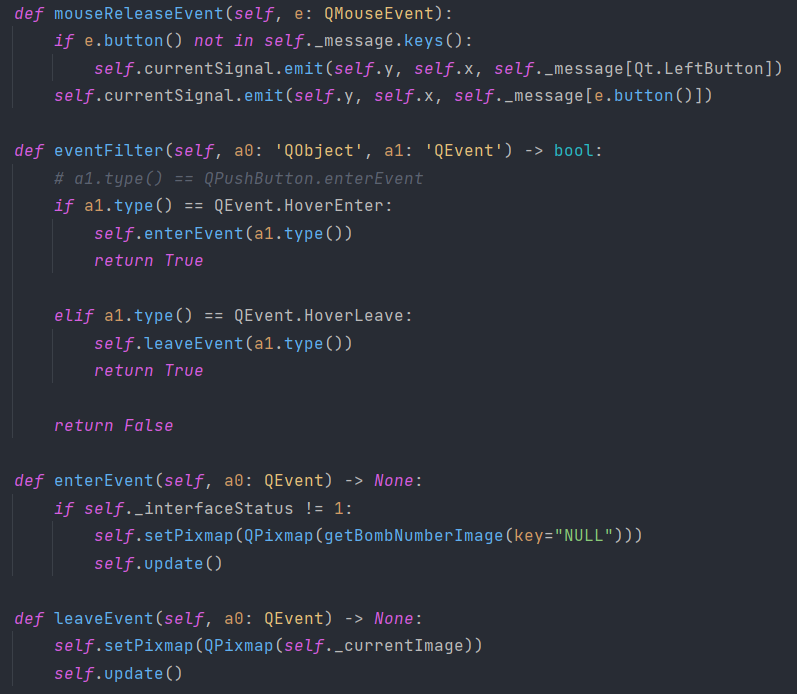 def mouseReleaseEvent(self, e: QMouseEvent):
    if e.button() not in self._message.keys():
        self.currentSignal.emit(self.y, self.x, self._message[Qt.LeftButton])
    self.currentSignal.emit(self.y, self.x, self._message[e.button()])

def eventFilter(self, a0: 'QObject', a1: 'QEvent') -> bool:
    # a1.type() == QPushButton.enterEvent
    if a1.type() == QEvent.HoverEnter:
        self.enterEvent(a1.type())
        return True

    elif a1.type() == QEvent.HoverLeave:
        self.leaveEvent(a1.type())
        return True

    return False

def enterEvent(self, a0: QEvent) -> None:
    if self._interfaceStatus != 1:
        self.setPixmap(QPixmap(getBombNumberImage(key="NULL")))
        self.update()

def leaveEvent(self, a0: QEvent) -> None:
    self.setPixmap(QPixmap(self._currentImage))
    self.update()